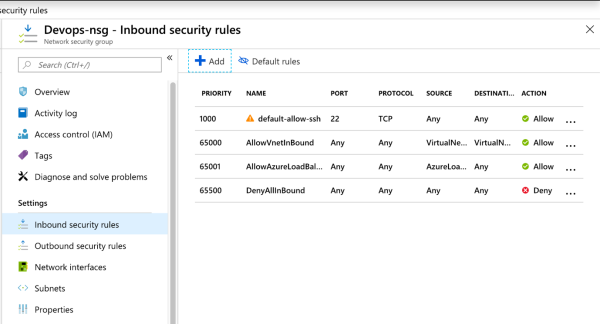 security rules
Devops-nsg - Inbound security rules
Network security group
Search (Ctrl+/)
Overview
Activity log
Access control (IAM)
Tags
Diagnose and solve problems
Settings
Inbound security rules
Outbound security rules
Network interfaces
Subnets
Properties
Add Default rules
PRIORITY NAME PORT PROTOCOL SOURCE DESTINATI... ACTION
1000 default-allow-ssh 22 TCP Any Any Allow ...
65000 AllowVnetInBound Any Any VirtualNe... VirtualN... Allow ...
65001 AllowAzureLoadBal... Any Any AzureLoa... Any Allow ...
65500 DenyAllInBound Any Any Any Any Deny ...